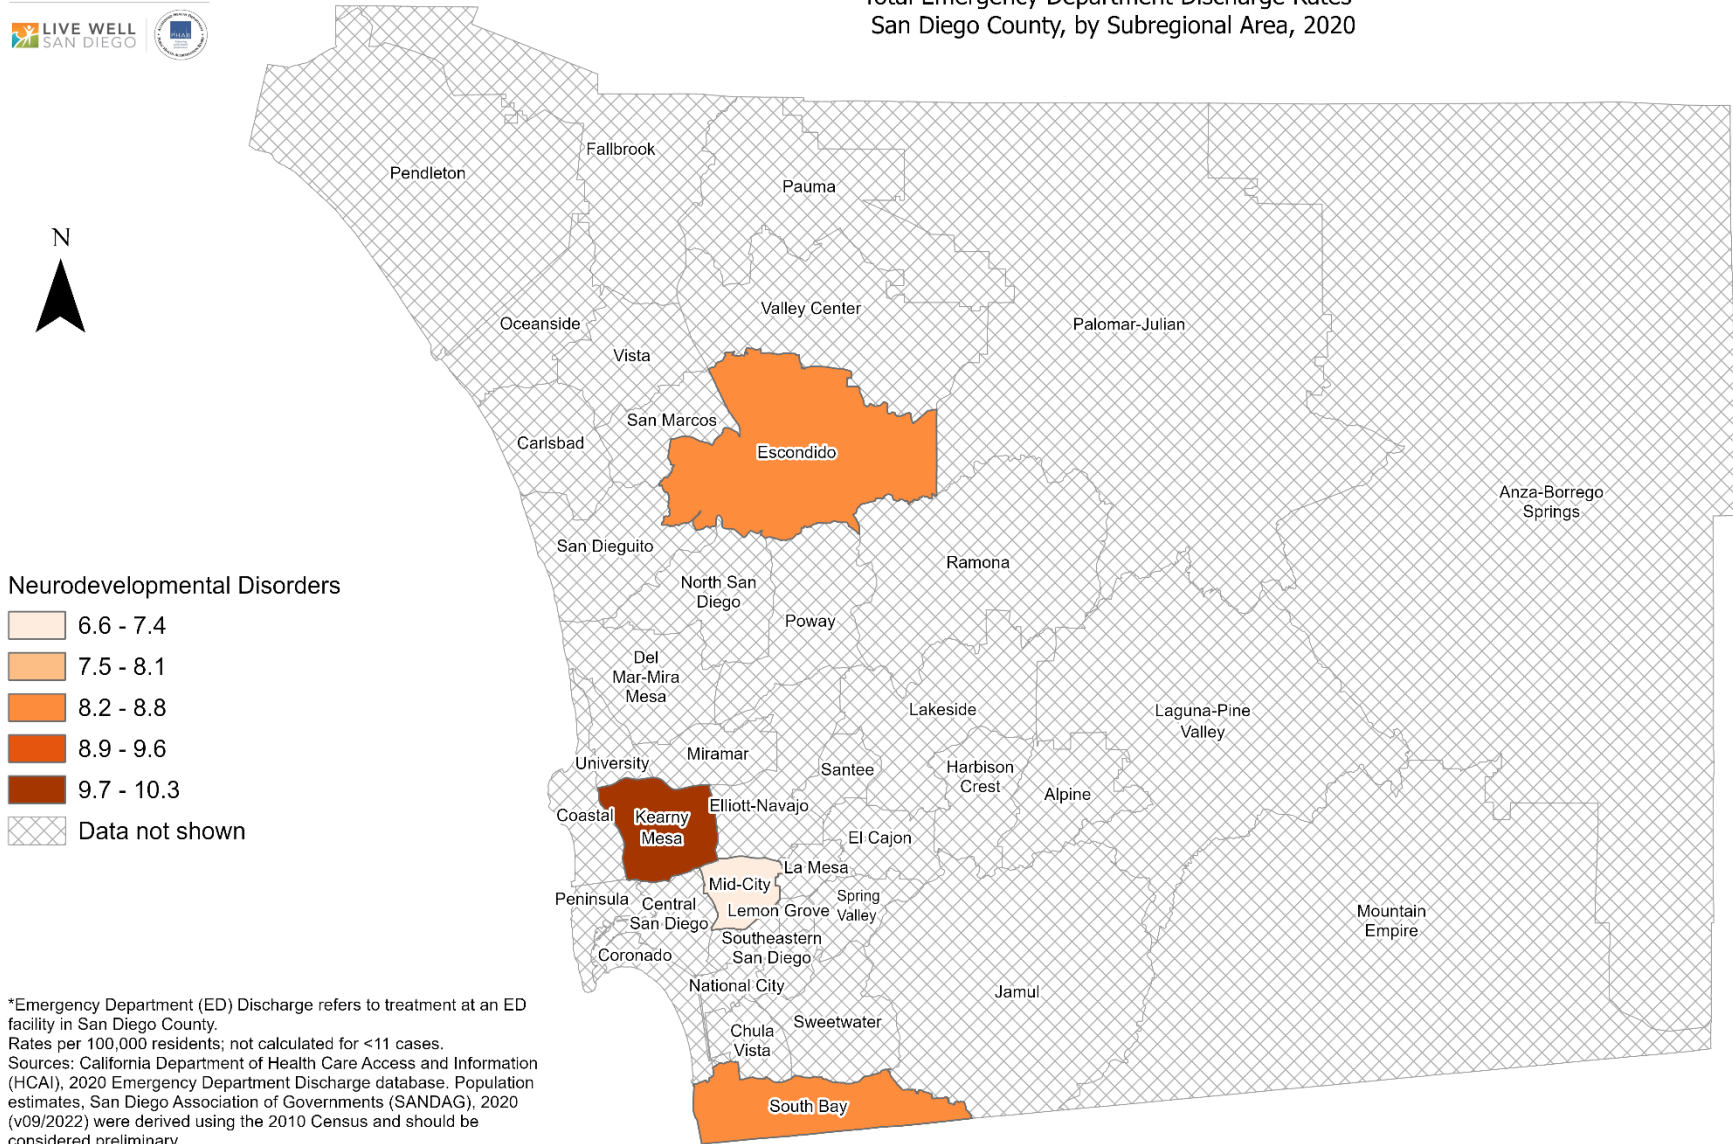 LIVE WELL
SAN DIEGO
PHAB
Total Emergency Department Discharge Rates
San Diego County, by Subregional Area, 2020
Fallbrook
Pendleton
Pauma
N
Valley Center
Oceanside
Palomar-Julian
Vista
San Marcos
Carlsbad
Escondido
Anza-Borrego
Springs
San Dieguito
Ramona
North San
Diego
Poway
Del
Mar-Mira
Mesa
Lakeside
Laguna-Pine
Valley
Miramar
University
Santee
Harbison
Crest
Alpine
Coastal
Kearny
Mesa
Elliott-Navajo
El Cajon
La Mesa
Mid-City
Peninsula
Central
San Diego
Lemon Grove
Spring
Valley
Mountain
Empire
Southeastern
San Diego
Coronado
National City
Jamul
Sweetwater
Chula
Vista
South Bay
Neurodevelopmental Disorders
6.6 - 7.4
7.5 - 8.1
8.2 - 8.8
8.9 - 9.6
9.7 - 10.3
Data not shown
*Emergency Department (ED) Discharge refers to treatment at an ED
facility in San Diego County.
Rates per 100,000 residents; not calculated for <11 cases.
Sources: California Department of Health Care Access and Information
(HCAI), 2020 Emergency Department Discharge database. Population
estimates, San Diego Association of Governments (SANDAG), 2020
(v09/2022) were derived using the 2010 Census and should be
considered preliminary